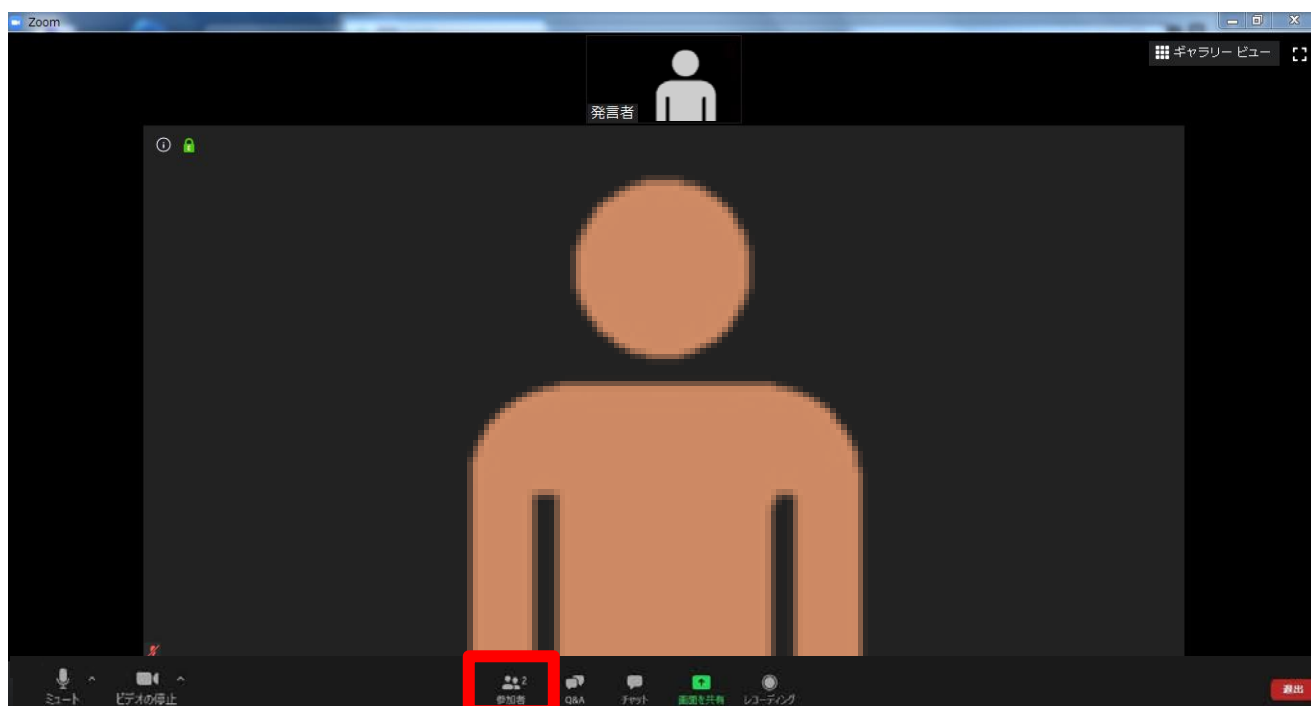 Zoom
ギャラリー ビュー
発言者
2
ミュート
ビデオの停止
参加者
Q&A
チャット
画面を共有
レコーディング
退出